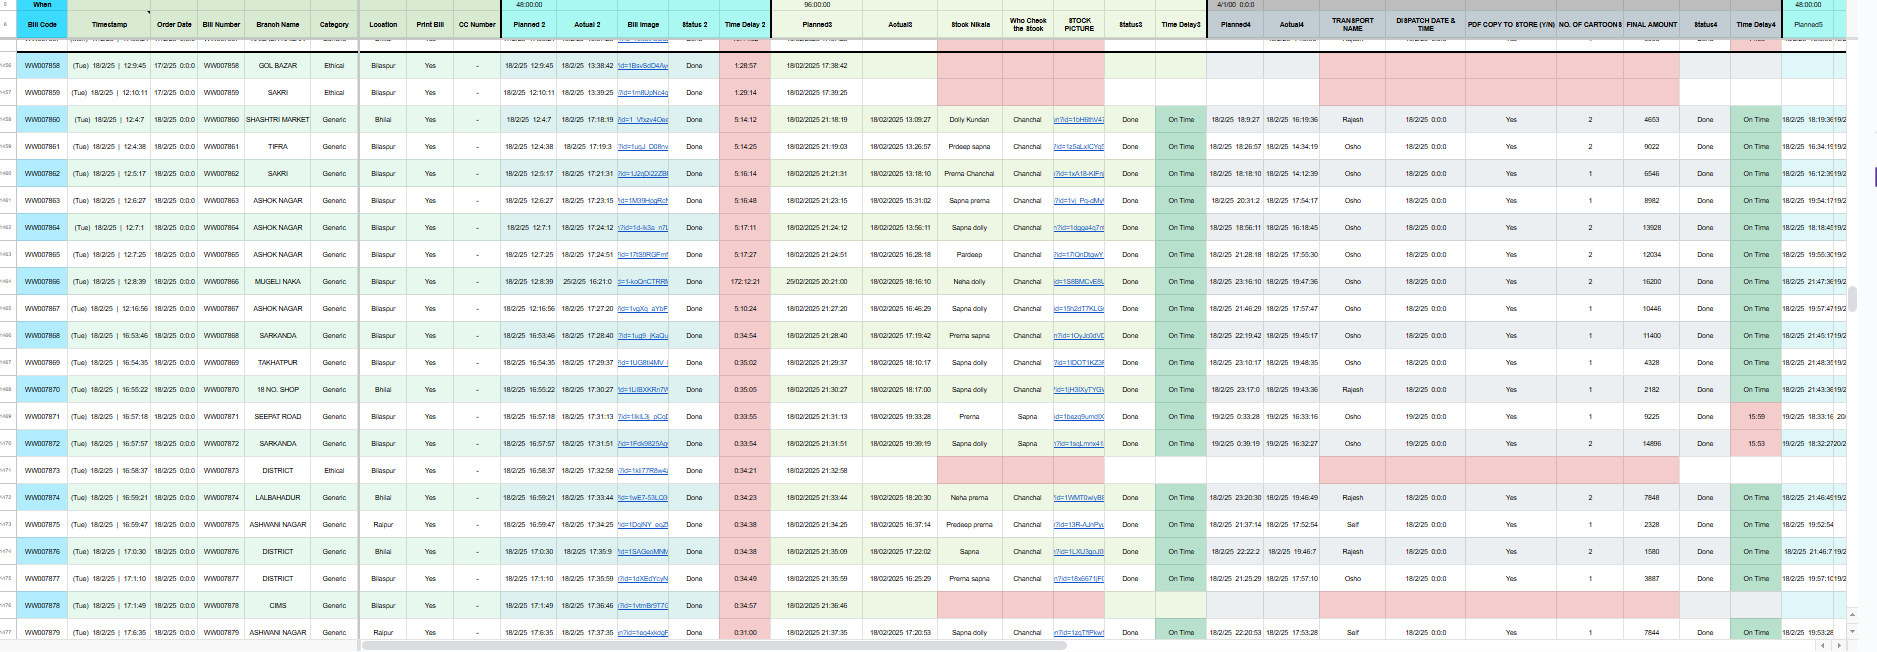 5 When 48:00:00 96:00:00 4/1/00 0:0:0 48:00:00
6 Bill Code Timestamp Order Date Bill Number Branoh Name Category Location Print Bill CC Number Planned 2 Actual 2 Bill Image Status 2 Time Delay 2 Planned3 Actual3 Stook Nikala Who Cheok the Stook STOCK PICTURE Status3 Time Delay3 Planned4 Actual4 TRANSPORT NAME DISPATCH DATE & TIME PDF COPY TO STORE (Y/N) NO. OF CARTOONS FINAL AMOUNT Status4 Time Delay4 Planned5
1456 WW007858 (Tue) 18/2/25 | 12:9:45 17/2/25 0:0:0 WW007858 GOL BAZAR Ethical Bilaspur Yes - 18/2/25 12:9:45 18/2/25 13:38:42 Done 1:28:57 18/02/2025 17:38:42
1457 WW007859 (Tue) 18/2/25 | 12:10:11 17/2/25 0:0:0 WW007859 SAKRI Ethical Bilaspur Yes - 18/2/25 12:10:11 18/2/25 13:39:25 Done 1:29:14 18/02/2025 17:39:25
1458 WW007860 (Tue) 18/2/25 | 12:4:7 18/2/25 0:0:0 WW007860 SHASHTRI MARKET Generic Bhilai Yes - 18/2/25 12:4:7 18/2/25 17:18:19 Done 5:14:12 18/02/2025 21:18:19 18/02/2025 13:09:27 Dolly Kundan Chanchal Done On Time 18/2/25 18:9:27 18/2/25 16:19:36 Rajesh 18/2/25 0:0:0 Yes 2 4653 Done On Time 18/2/25 18:19:36
1459 WW007861 (Tue) 18/2/25 | 12:4:38 18/2/25 0:0:0 WW007861 TIFRA Generic Bilaspur Yes - 18/2/25 12:4:38 18/2/25 17:19:3 Done 5:14:25 18/02/2025 21:19:03 18/02/2025 13:26:57 Prdeep sapna Chanchal Done On Time 18/2/25 18:26:57 18/2/25 14:34:19 Osho 18/2/25 0:0:0 Yes 2 9022 Done On Time 18/2/25 16:34:19
1460 WW007862 (Tue) 18/2/25 | 12:5:17 18/2/25 0:0:0 WW007862 SAKRI Generic Bilaspur Yes - 18/2/25 12:5:17 18/2/25 17:21:31 Done 5:16:14 18/02/2025 21:21:31 18/02/2025 13:18:10 Prerna Chanchal Chanchal Done On Time 18/2/25 18:18:10 18/2/25 14:12:39 Osho 18/2/25 0:0:0 Yes 1 6546 Done On Time 18/2/25 16:12:39
1461 WW007863 (Tue) 18/2/25 | 12:6:27 18/2/25 0:0:0 WW007863 ASHOK NAGAR Generic Bilaspur Yes - 18/2/25 12:6:27 18/2/25 17:23:15 Done 5:16:48 18/02/2025 21:23:15 18/02/2025 15:31:02 Sapna prerna Chanchal Done On Time 18/2/25 20:31:2 18/2/25 17:54:17 Osho 18/2/25 0:0:0 Yes 1 8982 Done On Time 18/2/25 19:54:17
1462 WW007864 (Tue) 18/2/25 | 12:7:1 18/2/25 0:0:0 WW007864 ASHOK NAGAR Generic Bilaspur Yes - 18/2/25 12:7:1 18/2/25 17:24:12 Done 5:17:11 18/02/2025 21:24:12 18/02/2025 13:56:11 Sapna dolly Chanchal Done On Time 18/2/25 18:56:11 18/2/25 16:18:45 Osho 18/2/25 0:0:0 Yes 2 13928 Done On Time 18/2/25 18:18:45
1463 WW007865 (Tue) 18/2/25 | 12:7:25 18/2/25 0:0:0 WW007865 ASHOK NAGAR Generic Bilaspur Yes - 18/2/25 12:7:25 18/2/25 17:24:51 Done 5:17:27 18/02/2025 21:24:51 18/02/2025 16:28:18 Pardeep Chanchal Done On Time 18/2/25 21:28:18 18/2/25 17:55:30 Osho 18/2/25 0:0:0 Yes 2 12034 Done On Time 18/2/25 19:55:30
1464 WW007866 (Tue) 18/2/25 | 12:8:39 18/2/25 0:0:0 WW007866 MUGELI NAKA Generic Bilaspur Yes - 18/2/25 12:8:39 25/2/25 16:21:0 Done 172:12:21 25/02/2025 20:21:00 18/02/2025 18:16:10 Neha dolly Chanchal Done On Time 18/2/25 23:16:10 18/2/25 19:47:36 Osho 18/2/25 0:0:0 Yes 2 16200 Done On Time 18/2/25 21:47:36
1465 WW007867 (Tue) 18/2/25 | 12:16:56 18/2/25 0:0:0 WW007867 ASHOK NAGAR Generic Bilaspur Yes - 18/2/25 12:16:56 18/2/25 17:27:20 Done 5:10:24 18/02/2025 21:27:20 18/02/2025 16:46:29 Sapna dolly Chanchal Done On Time 18/2/25 21:46:29 18/2/25 17:57:47 Osho 18/2/25 0:0:0 Yes 1 10446 Done On Time 18/2/25 19:57:47
1466 WW007868 (Tue) 18/2/25 | 16:53:46 18/2/25 0:0:0 WW007868 SARKANDA Generic Bilaspur Yes - 18/2/25 16:53:46 18/2/25 17:28:40 Done 0:34:54 18/02/2025 21:28:40 18/02/2025 17:19:42 Prerna sapna Chanchal Done On Time 18/2/25 22:19:42 18/2/25 19:45:17 Osho 18/2/25 0:0:0 Yes 1 11400 Done On Time 18/2/25 21:45:17
1467 WW007869 (Tue) 18/2/25 | 16:54:35 18/2/25 0:0:0 WW007869 TAKHATPUR Generic Bilaspur Yes - 18/2/25 16:54:35 18/2/25 17:29:37 Done 0:35:02 18/02/2025 21:29:37 18/02/2025 18:10:17 Sapna dolly Chanchal Done On Time 18/2/25 23:10:17 18/2/25 19:48:35 Osho 18/2/25 0:0:0 Yes 1 4328 Done On Time 18/2/25 21:48:35
1468 WW007870 (Tue) 18/2/25 | 16:55:22 18/2/25 0:0:0 WW007870 18 NO. SHOP Generic Bhilai Yes - 18/2/25 16:55:22 18/2/25 17:30:27 Done 0:35:05 18/02/2025 21:30:27 18/02/2025 18:17:00 Sapna dolly Chanchal Done On Time 18/2/25 23:17:0 18/2/25 19:43:36 Rajesh 18/2/25 0:0:0 Yes 1 2182 Done On Time 18/2/25 21:43:36
1469 WW007871 (Tue) 18/2/25 | 16:57:18 18/2/25 0:0:0 WW007871 SEEPAT ROAD Generic Bilaspur Yes - 18/2/25 16:57:18 18/2/25 17:31:13 Done 0:33:55 18/02/2025 21:31:13 18/02/2025 19:33:28 Prerna Sapna Done On Time 19/2/25 0:33:28 19/2/25 16:33:16 Osho 19/2/25 0:0:0 Yes 1 9225 Done 15:59 19/2/25 18:33:16
1470 WW007872 (Tue) 18/2/25 | 16:57:57 18/2/25 0:0:0 WW007872 SARKANDA Generic Bilaspur Yes - 18/2/25 16:57:57 18/2/25 17:31:51 Done 0:33:54 18/02/2025 21:31:51 18/02/2025 19:39:19 Sapna dolly Sapna Done On Time 19/2/25 0:39:19 19/2/25 16:32:27 Osho 19/2/25 0:0:0 Yes 2 14896 Done 15:53 19/2/25 18:32:27
1471 WW007873 (Tue) 18/2/25 | 16:58:37 18/2/25 0:0:0 WW007873 DISTRICT Ethical Bilaspur Yes - 18/2/25 16:58:37 18/2/25 17:32:58 Done 0:34:21 18/02/2025 21:32:58
1472 WW007874 (Tue) 18/2/25 | 16:59:21 18/2/25 0:0:0 WW007874 LALBAHADUR Generic Bhilai Yes - 18/2/25 16:59:21 18/2/25 17:33:44 Done 0:34:23 18/02/2025 21:33:44 18/02/2025 18:20:30 Neha prerna Chanchal Done On Time 18/2/25 23:20:30 18/2/25 19:46:49 Rajesh 18/2/25 0:0:0 Yes 2 7848 Done On Time 18/2/25 21:46:49
1473 WW007875 (Tue) 18/2/25 | 16:59:47 18/2/25 0:0:0 WW007875 ASHWANI NAGAR Generic Raipur Yes - 18/2/25 16:59:47 18/2/25 17:34:25 Done 0:34:38 18/02/2025 21:34:25 18/02/2025 16:37:14 Predeep prerna Chanchal Done On Time 18/2/25 21:37:14 18/2/25 17:52:54 Self 18/2/25 0:0:0 Yes 1 2328 Done On Time 18/2/25 19:52:54
1474 WW007876 (Tue) 18/2/25 | 17:0:30 18/2/25 0:0:0 WW007876 DISTRICT Generic Bhilai Yes - 18/2/25 17:0:30 18/2/25 17:35:9 Done 0:34:38 18/02/2025 21:35:09 18/02/2025 17:22:02 Sapna Chanchal Done On Time 18/2/25 22:22:2 18/2/25 19:46:7 Rajesh 18/2/25 0:0:0 Yes 2 1580 Done On Time 18/2/25 21:46:7
1475 WW007877 (Tue) 18/2/25 | 17:1:10 18/2/25 0:0:0 WW007877 DISTRICT Generic Bilaspur Yes - 18/2/25 17:1:10 18/2/25 17:35:59 Done 0:34:49 18/02/2025 21:35:59 18/02/2025 16:25:29 Prerna sapna Chanchal Done On Time 18/2/25 21:25:29 18/2/25 17:57:10 Osho 18/2/25 0:0:0 Yes 1 3887 Done On Time 18/2/25 19:57:10
1476 WW007878 (Tue) 18/2/25 | 17:1:49 18/2/25 0:0:0 WW007878 CIMS Generic Bilaspur Yes - 18/2/25 17:1:49 18/2/25 17:36:46 Done 0:34:57 18/02/2025 21:36:46
1477 WW007879 (Tue) 18/2/25 | 17:6:35 18/2/25 0:0:0 WW007879 ASHWANI NAGAR Generic Raipur Yes - 18/2/25 17:6:35 18/2/25 17:37:35 Done 0:31:00 18/02/2025 21:37:35 18/02/2025 17:20:53 Sapna dolly Chanchal Done On Time 18/2/25 22:20:53 18/2/25 17:53:28 Self 18/2/25 0:0:0 Yes 1 7844 Done On Time 18/2/25 19:53:28